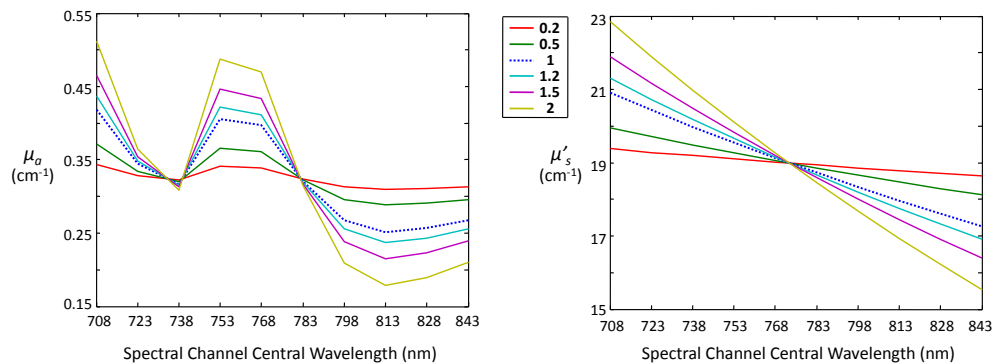 0.55
0.45
0.35
0.25
0.15
μa
(cm-1)
708 723 738 753 768 783 798 813 828 843
Spectral Channel Central Wavelength (nm)
0.2
0.5
1
1.2
1.5
2
23
21
19
17
15
μ′s
(cm-1)
708 723 738 753 768 783 798 813 828 843
Spectral Channel Central Wavelength (nm)